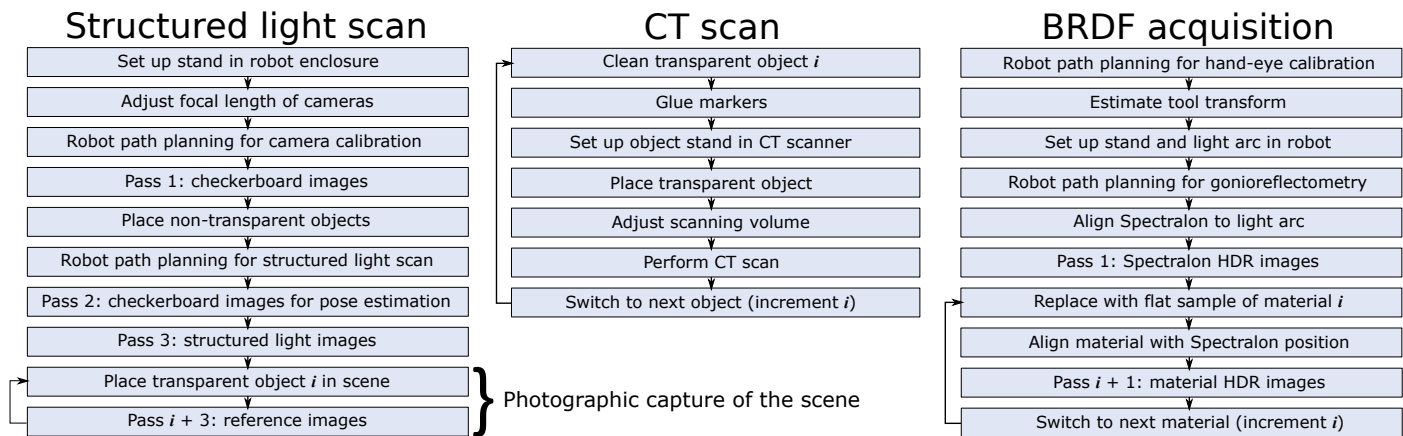 Structured light scan
Set up stand in robot enclosure
Adjust focal length of cameras
Robot path planning for camera calibration
Pass 1: checkerboard images
Place non-transparent objects
Robot path planning for structured light scan
Pass 2: checkerboard images for pose estimation
Pass 3: structured light images
Place transparent object i in scene
Pass i + 3: reference images
Photographic capture of the scene
CT scan
Clean transparent object i
Glue markers
Set up object stand in CT scanner
Place transparent object
Adjust scanning volume
Perform CT scan
Switch to next object (increment i)
BRDF acquisition
Robot path planning for hand-eye calibration
Estimate tool transform
Set up stand and light arc in robot
Robot path planning for gonioreflectometry
Align Spectralon to light arc
Pass 1: Spectralon HDR images
Replace with flat sample of material i
Align material with Spectralon position
Pass i + 1: material HDR images
Switch to next material (increment i)